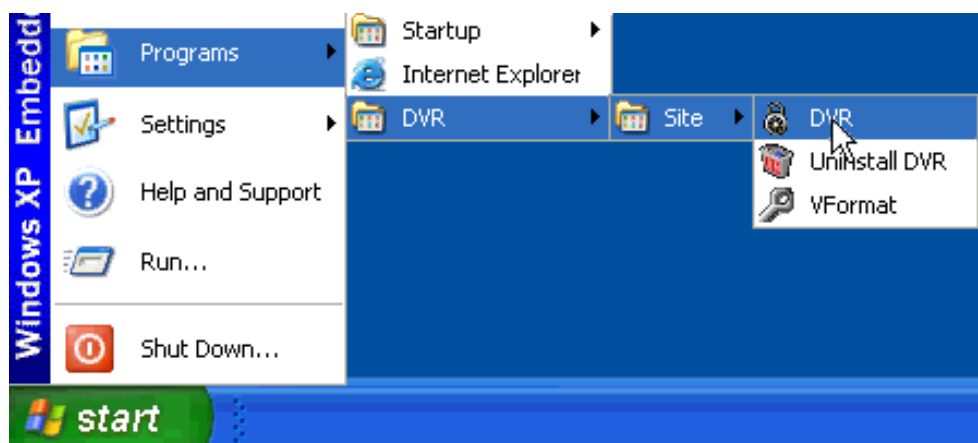 Windows XP Embedd
Programs
Settings
Help and Support
Run...
Shut Down...
Startup
Internet Explorer
DVR
Site
DVR
Uninstall DVR
VFormat
start